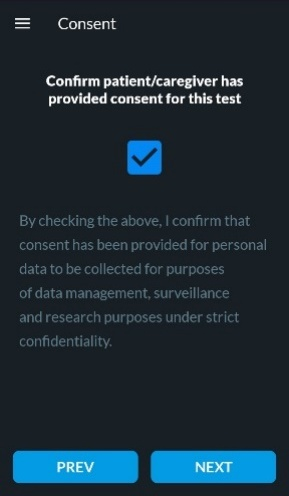 Consent
Confirm patient/caregiver has
provided consent for this test
By checking the above, I confirm that
consent has been provided for personal
data to be collected for purposes
of data management, surveillance
and research purposes under strict
confidentiality.
PREV NEXT